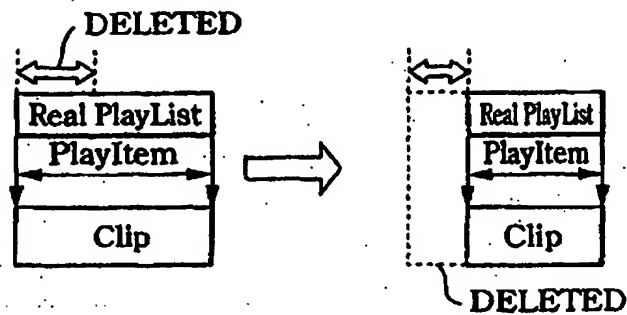 DELETED
Real PlayList
PlayItem
Clip
Real PlayList
PlayItem
Clip
DELETED